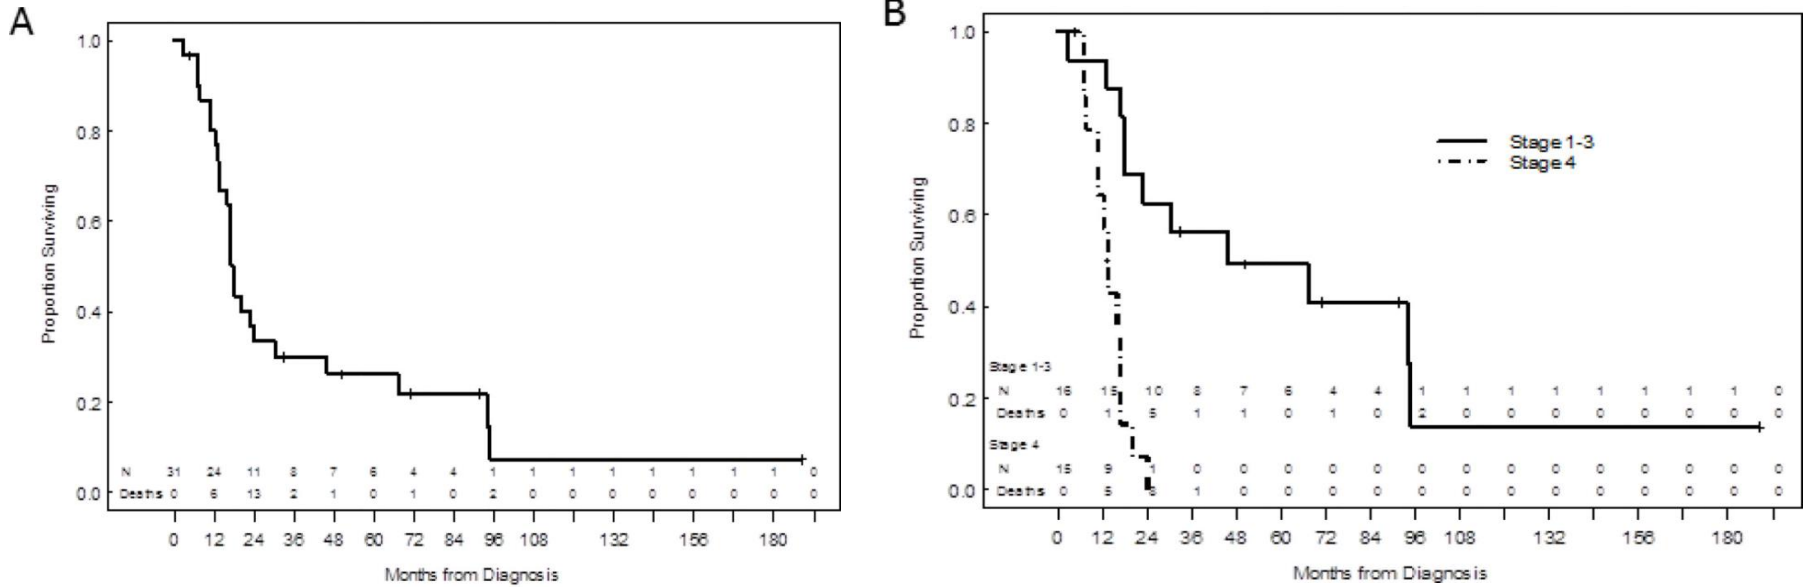 A
Proportion Surviving
1.0
0.8
0.6
0.4
0.2
0.0
N 31 24 11 8 7 6 4 4 1 1 1 1 1 1 1 1 0
Deaths 0 6 13 2 1 0 1 0 2 0 0 0 0 0 0 0 0
0 12 24 36 48 60 72 84 96 108 132 156 180
Months from Diagnosis
B
Proportion Surviving
1.0
0.8
0.6
0.4
0.2
0.0
Stage 1-3
Stage 4
Stage 1-3
N 16 15 10 8 7 6 4 4 1 1 1 1 1 1 1 1 0
Deaths 0 1 5 1 1 0 1 0 2 0 0 0 0 0 0 0 0
Stage 4
N 15 9 1 0 0 0 0 0 0 0 0 0 0 0 0 0 0
Deaths 0 5 8 1 0 0 0 0 0 0 0 0 0 0 0 0 0
0 12 24 36 48 60 72 84 96 108 132 156 180
Months from Diagnosis